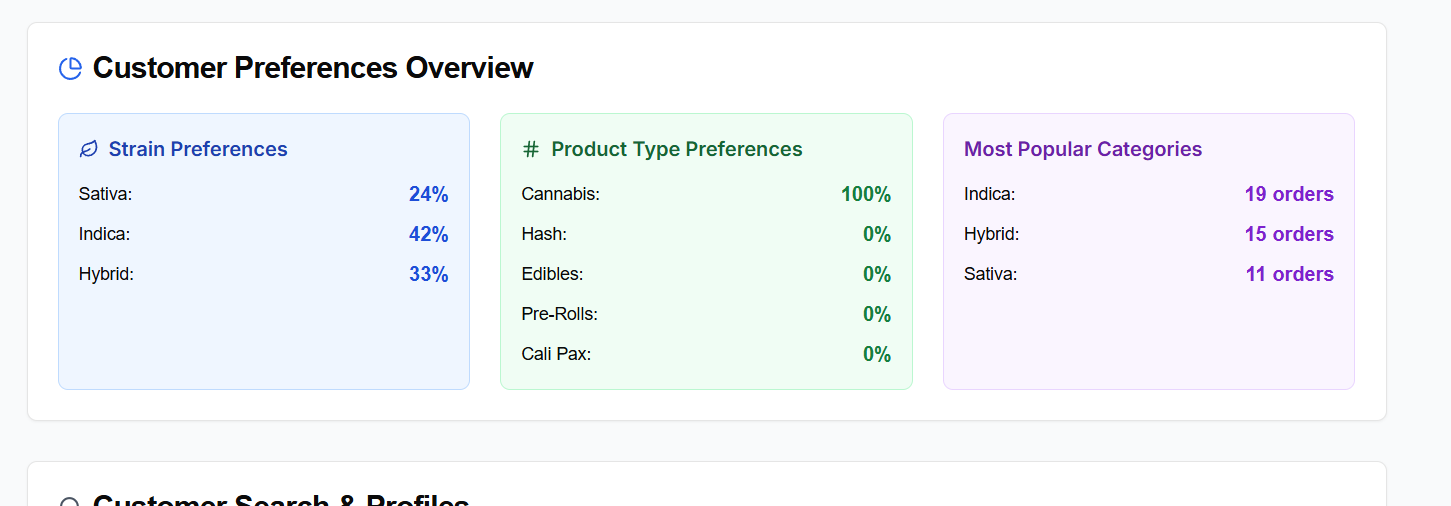 Customer Preferences Overview
Strain Preferences
Sativa: 24%
Indica: 42%
Hybrid: 33%
Product Type Preferences
Cannabis: 100%
Hash: 0%
Edibles: 0%
Pre-Rolls: 0%
Cali Pax: 0%
Most Popular Categories
Indica: 19 orders
Hybrid: 15 orders
Sativa: 11 orders
Customer Search & Profiles